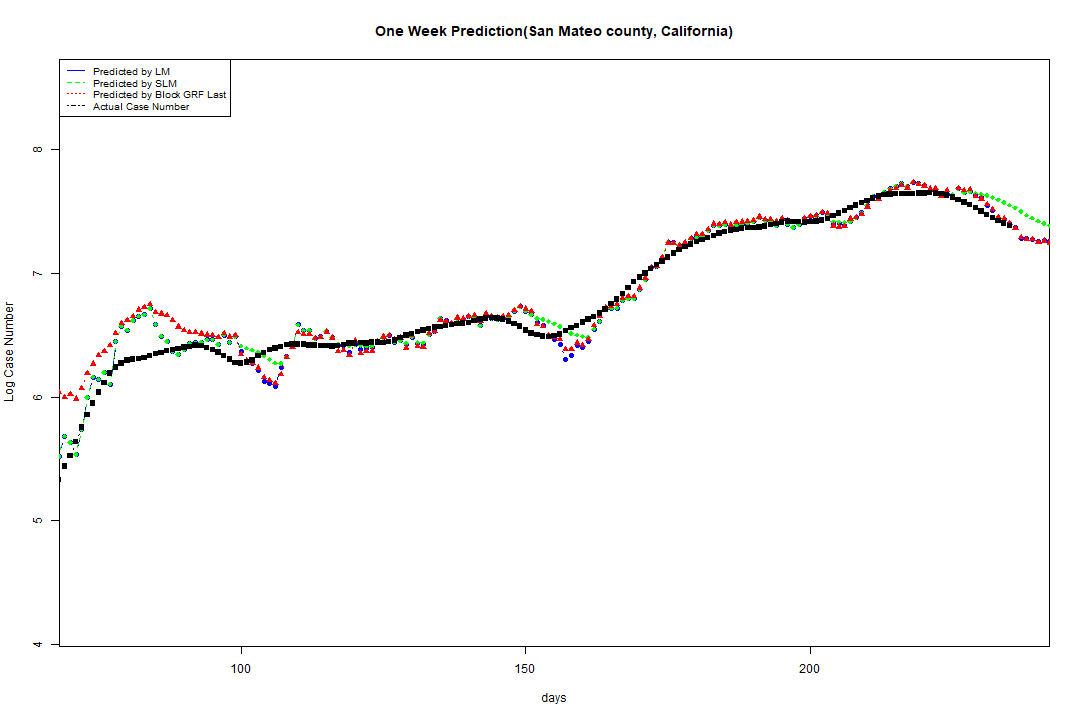 One Week Prediction(San Mateo county, California)
Predicted by LM
Predicted by SLM
Predicted by Block GRF Last
Actual Case Number
8
7
6
5
4
Log Case Number
100 150 200
days